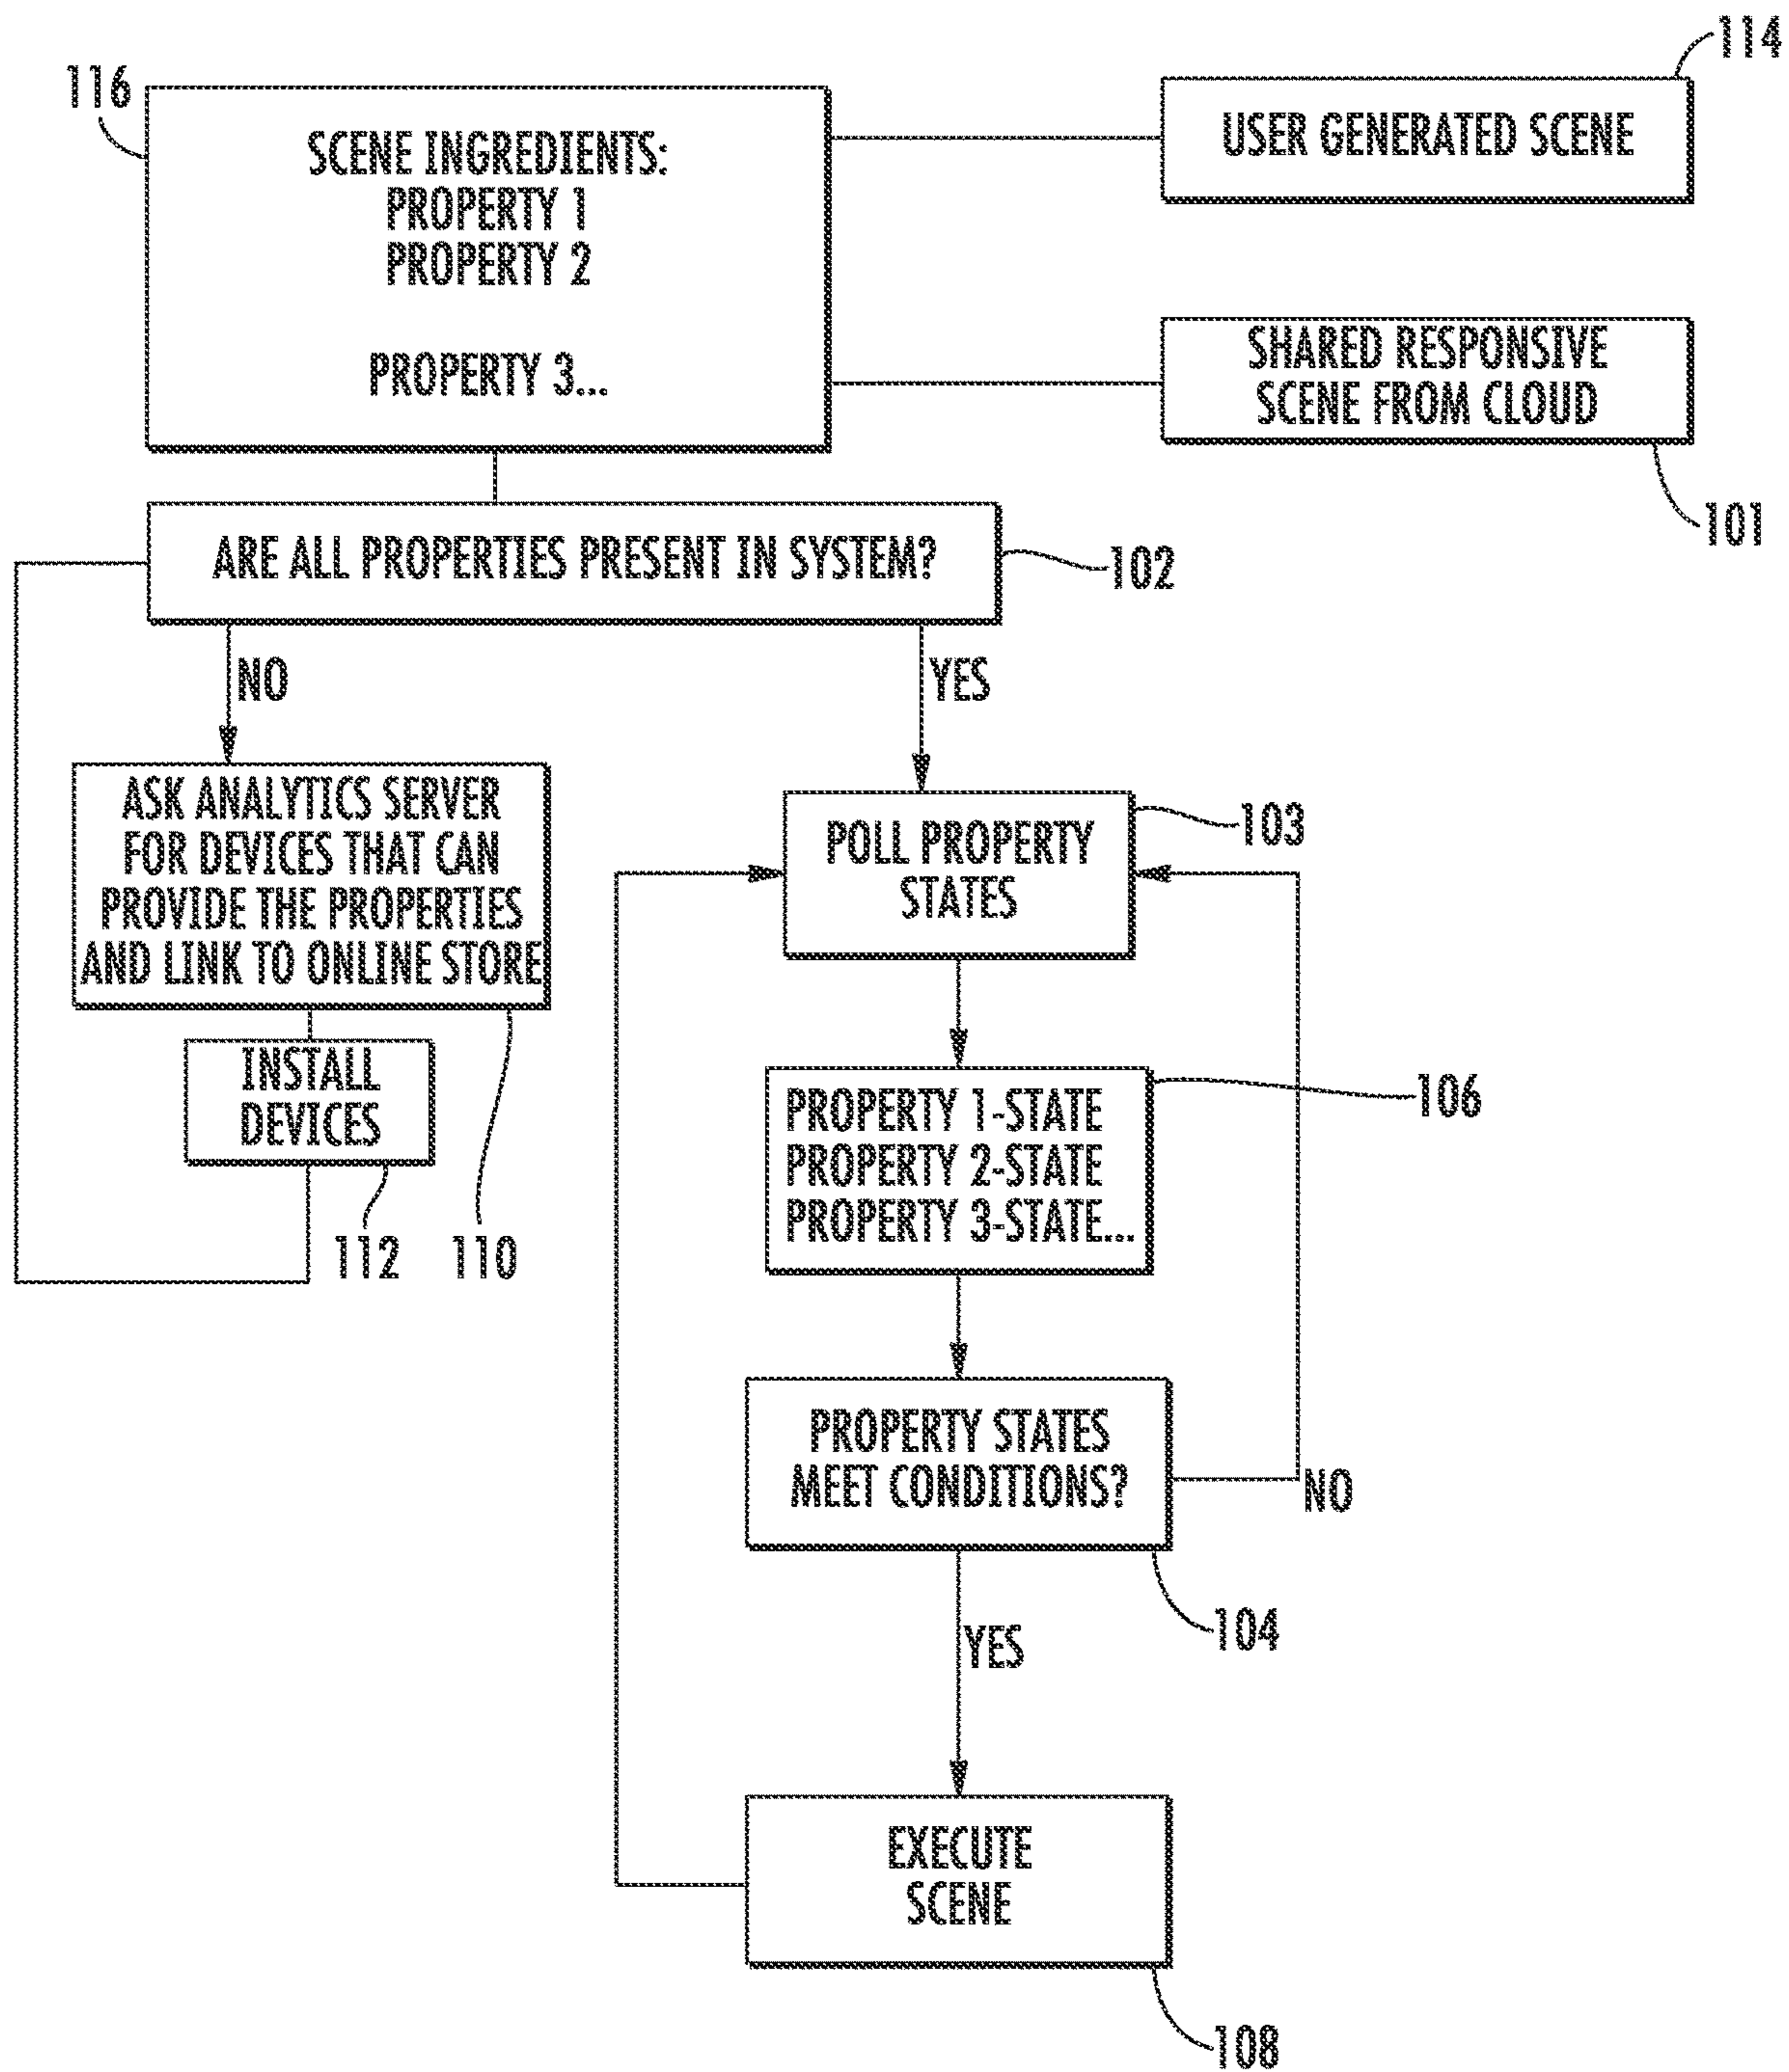 114
116
SCENE INGREDIENTS:
PROPERTY 1
PROPERTY 2
PROPERTY 3...
USER GENERATED SCENE
SHARED RESPONSIVE
SCENE FROM CLOUD
101
ARE ALL PROPERTIES PRESENT IN SYSTEM?
102
NO
YES
ASK ANALYTICS SERVER
FOR DEVICES THAT CAN
PROVIDE THE PROPERTIES
AND LINK TO ONLINE STORE
INSTALL
DEVICES
112
110
POLL PROPERTY
STATES
103
PROPERTY 1-STATE
PROPERTY 2-STATE
PROPERTY 3-STATE...
106
PROPERTY STATES
MEET CONDITIONS?
NO
104
YES
EXECUTE
SCENE
108